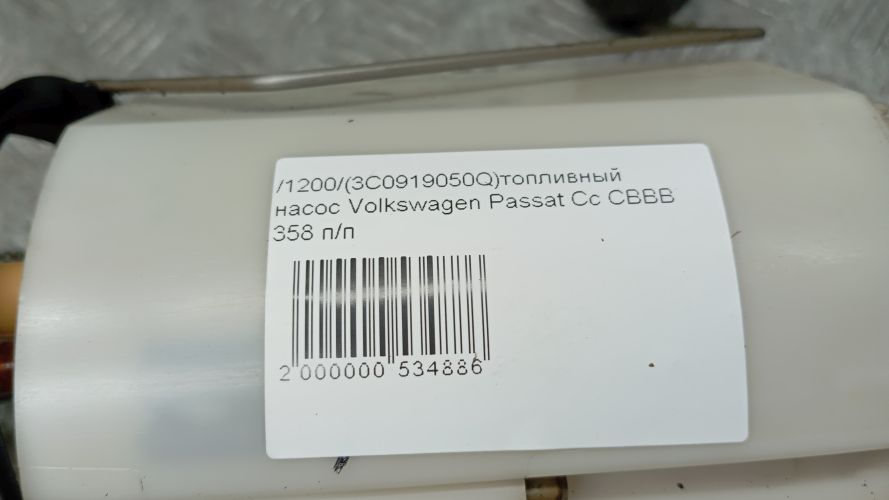 /1200/(3C0919050Q)топливный
насос Volkswagen Passat Cc CBBB
358 п/п
2 000000 534886